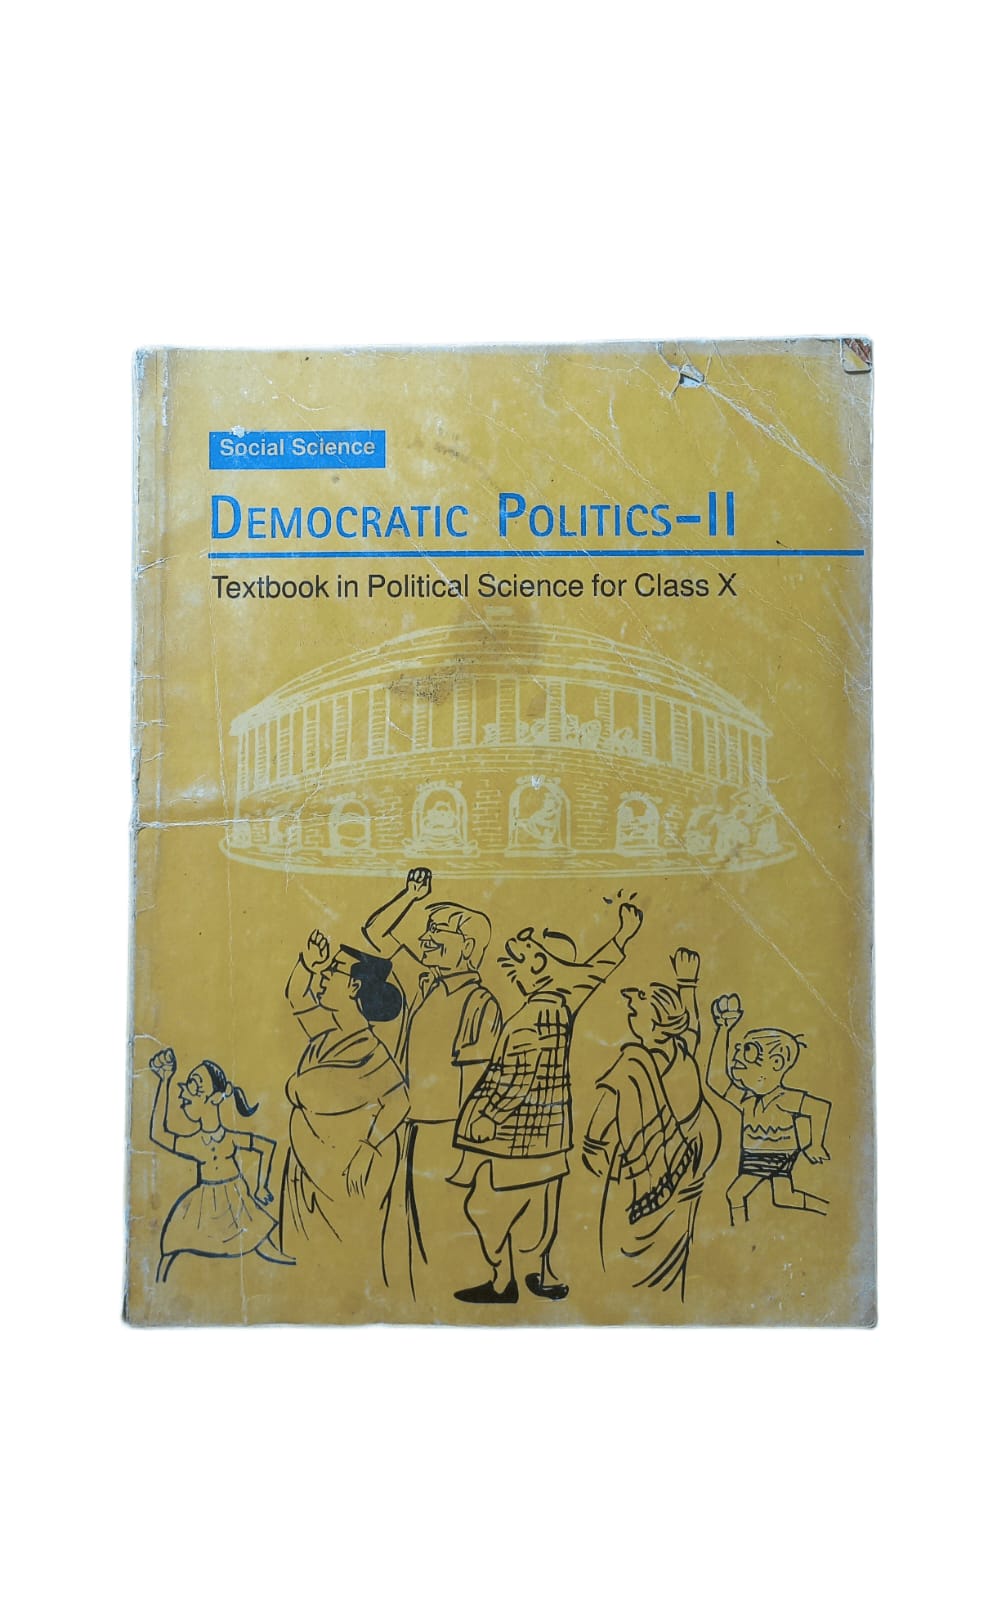 Social Science
DEMOCRATIC POLITICS–II
Textbook in Political Science for Class X